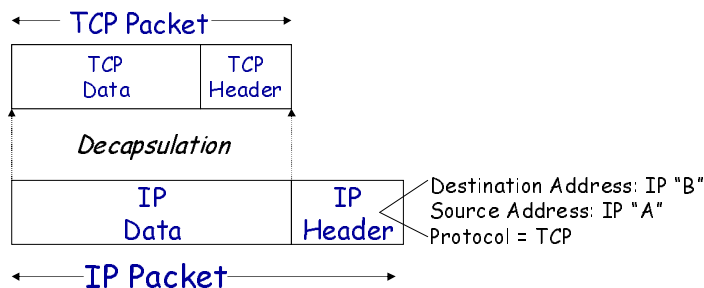 TCP Packet
TCP
Data
TCP
Header
Decapsulation
IP
Data
IP
Header
Destination Address: IP “B”
Source Address: IP “A”
Protocol = TCP
IP Packet